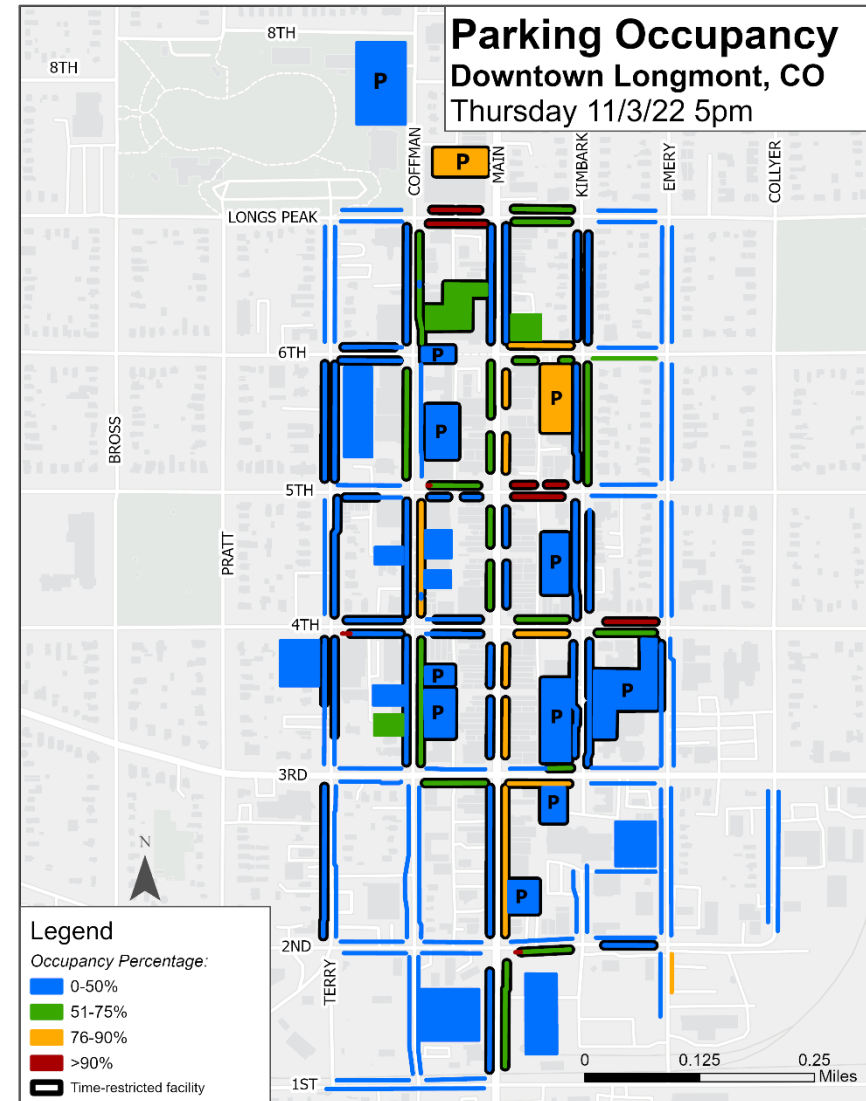 Parking Occupancy
Downtown Longmont, CO
Thursday 11/3/22 5pm
8TH
8TH
P
P
COFFMAN
MAIN
KIMBARK
EMERY
COLLYER
LONGS PEAK
6TH
P
P
P
BROSS
5TH
PRATT
P
4TH
P
P
P
P
3RD
P
N
P
2ND
TERRY
1ST
Legend
Occupancy Percentage:
0-50%
51-75%
76-90%
>90%
Time-restricted facility
0 0.125 0.25
Miles